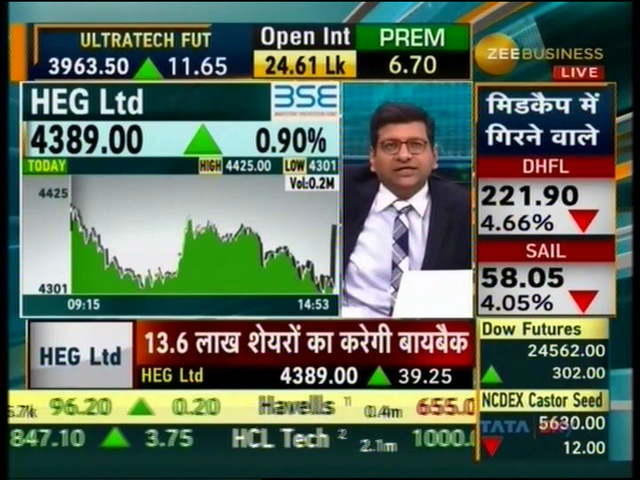 ULTRATECH FUT
3963.50 11.65
Open Int
24.61 Lk
PREM
6.70
ZEEBUSINESS
LIVE
HEG Ltd
BSE
4389.00 0.90%
TODAY HIGH 4425.00 LOW 4301
Vol:0.2M
4425
4301
09:15 14:53
मिडकैप में
गिरने वाले
DHFL
221.90
4.66%
SAIL
58.05
4.05%
HEG Ltd
13.6 लाख शेयरों का करेगी बायबैक
HEG Ltd 4389.00 39.25
Dow Futures
24562.00
302.00
NCDEX Castor Seed
5630.00
12.00
TATA sky
96.20 0.20 Havells 0.4m 655.0
847.10 3.75 HCL Tech 2 2.1m 1000.